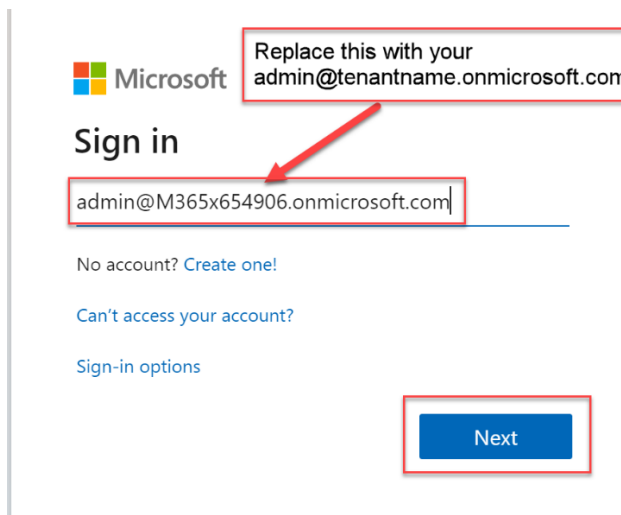 Replace this with your
admin@tenantname.onmicrosoft.com
Microsoft
Sign in
admin@M365x654906.onmicrosoft.com
No account? Create one!
Can't access your account?
Sign-in options
Next